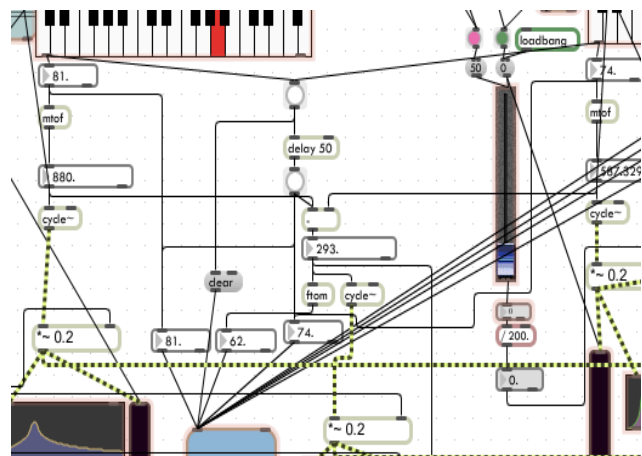 loadbang
81.
50
0
74.
mtof
mtof
delay 50
880.
587.329
cycle~
-
cycle~
293.
*~ 0.2
clear
ftom
cycle~
0
*~ 0.2
81.
62.
74.
/ 200.
0.
*~ 0.2